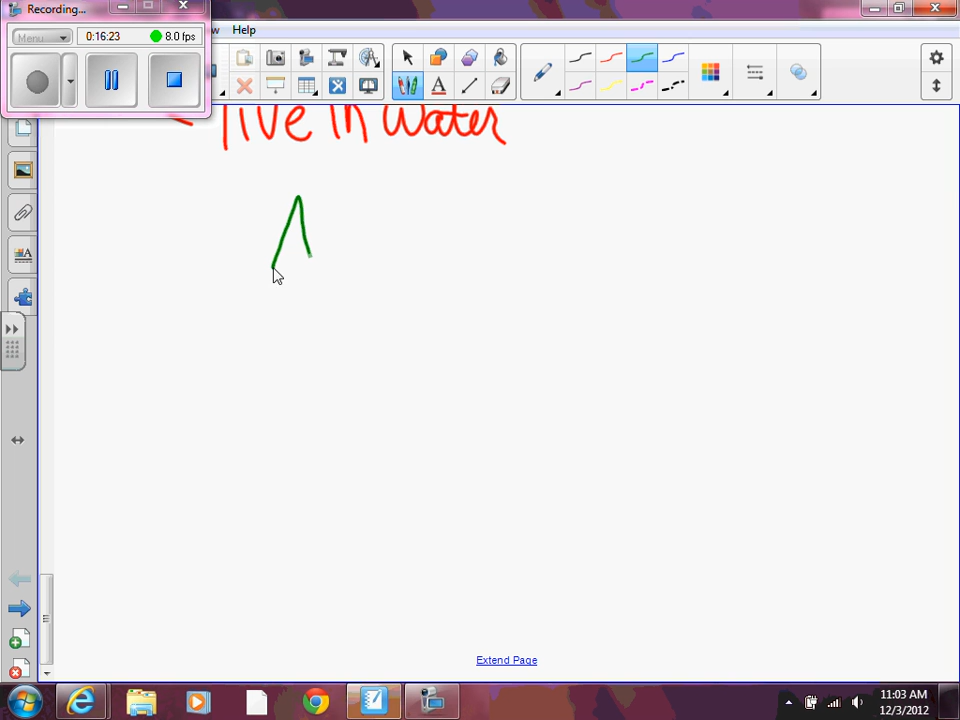 Recording...
Menu 0:16:23 8.0 fps
w Help
- live in water
Extend Page
11:03 AM
12/3/2012